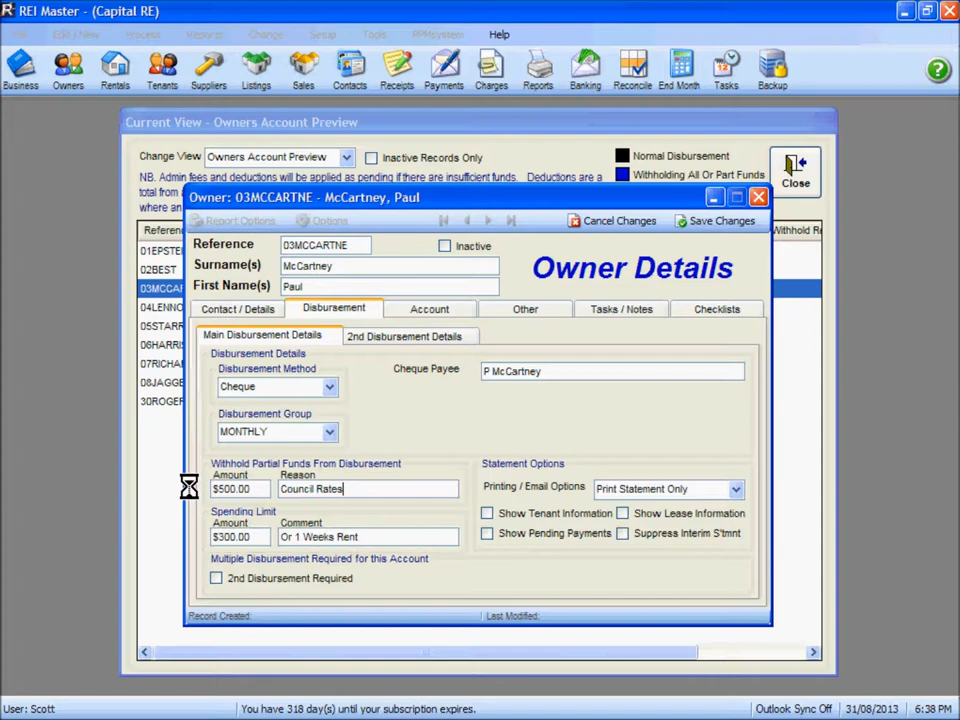 REI Master - (Capital RE)
Edit / New Process Reports Change Setup Tools RPMsystem Help
Business Owners Rentals Tenants Suppliers Listings Sales Contacts Receipts Payments Charges Reports Banking Reconcile End Month Tasks Backup
Current View - Owners Account Preview
Change View Owners Account Preview Inactive Records Only
Normal Disbursement
Withholding All Or Part Funds
Close
NB. Admin fees and deductions will be applied as pending if there are insufficient funds. Deductions are a
total from
where an
Withhold Re
01EPSTE
02BEST
03MCCAR
04LENNO
05STARR
06HARRIS
07RICHA
08JAGGE
30ROGER
Owner: 03MCCARTNE - McCartney, Paul
Report Options Options Cancel Changes Save Changes
Reference 03MCCARTNE Inactive
Surname(s) McCartney
First Name(s) Paul
Owner Details
Contact / Details Disbursement Account Other Tasks / Notes Checklists
Main Disbursement Details 2nd Disbursement Details
Disbursement Details
Disbursement Method Cheque Payee P McCartney
Cheque
Disbursement Group
MONTHLY
Withhold Partial Funds From Disbursement Statement Options
Amount Reason
$500.00 Council Rates Printing / Email Options Print Statement Only
Spending Limit Show Tenant Information Show Lease Information
Amount Comment
$300.00 Or 1 Weeks Rent Show Pending Payments Suppress Interim S'tmnt
Multiple Disbursement Required for this Account
2nd Disbursement Required
Record Created: Last Modified:
User: Scott You have 318 day(s) until your subscription expires. Outlook Sync Off 31/08/2013 6:38 PM